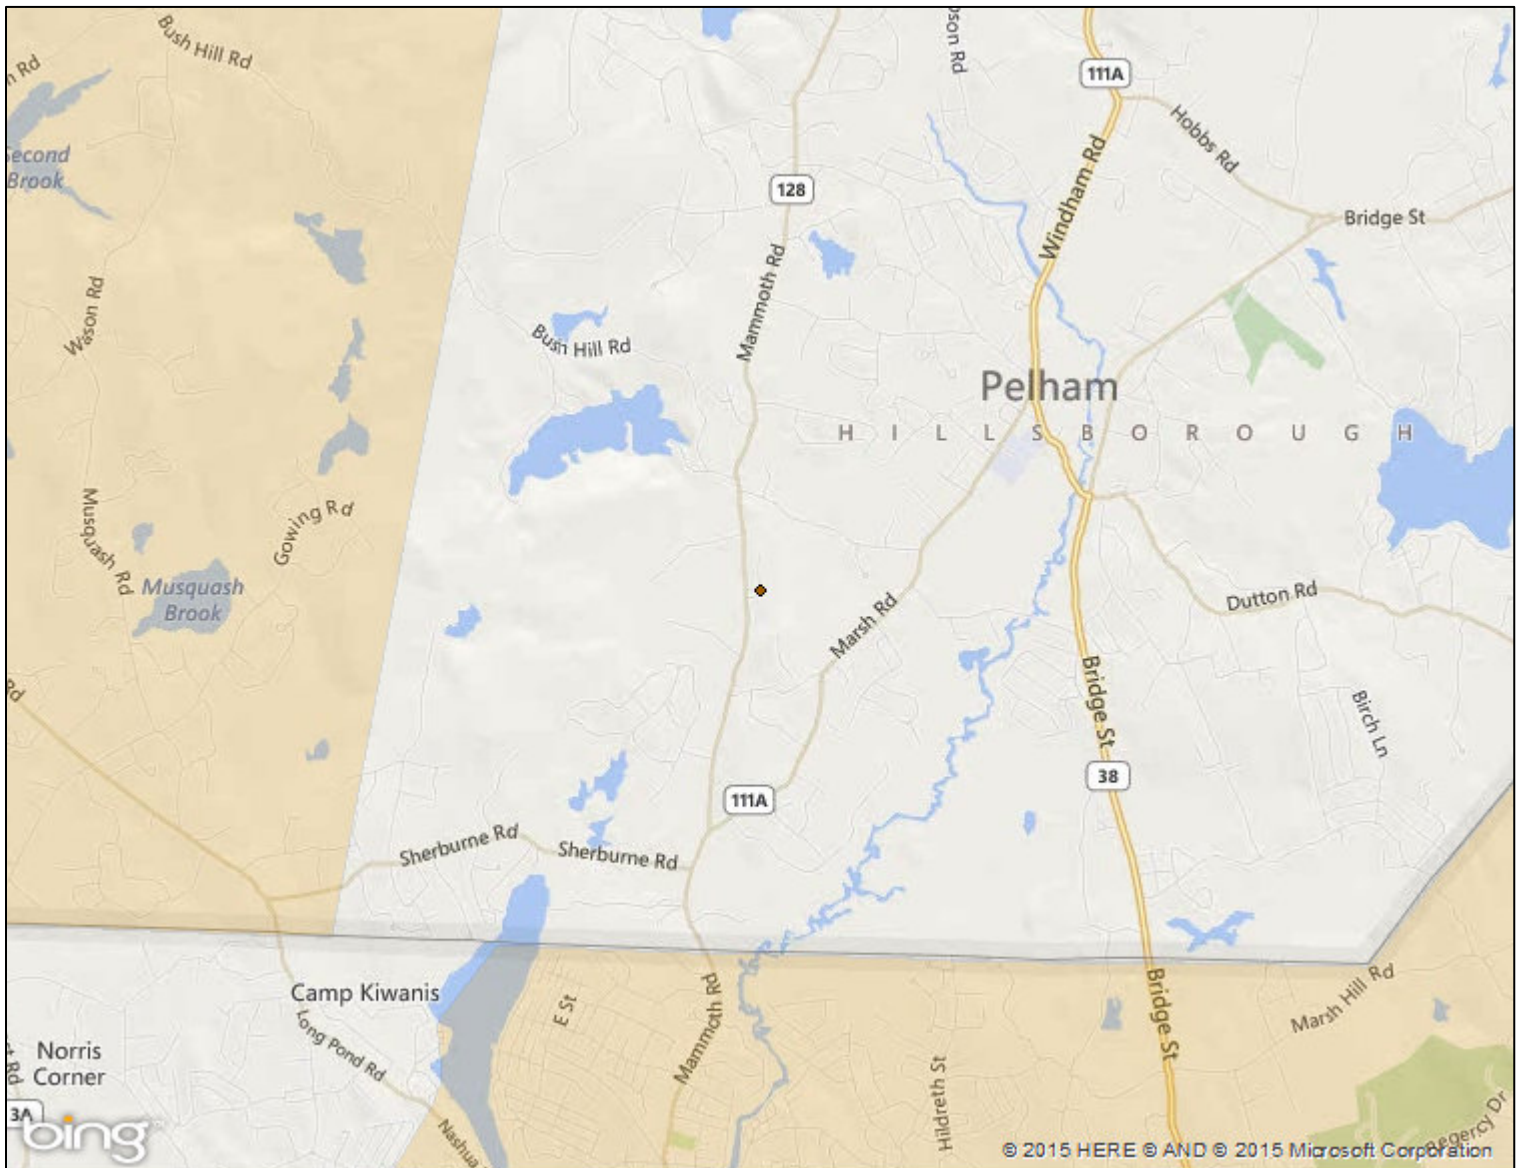 Bush Hill Rd
Rd
son Rd
111A
Hobbs Rd
Second
Brook
128
Windham Rd
Bridge St
Wason Rd
Mammoth Rd
Bush Hill Rd
Pelham
HILLSBOROUGH
Musquash Rd
Gowing Rd
Musquash
Brook
Marsh Rd
Dutton Rd
Rd
Bridge St
Birch Ln
38
111A
Sherburne Rd
Sherburne Rd
Camp Kiwanis
E St
Mammoth Rd
Bridge St
Marsh Hill Rd
Long Pond Rd
Norris
Corner
Rd
3A
bing
Nashua
Hildreth St
Regency Dr
© 2015 HERE © AND © 2015 Microsoft Corporation